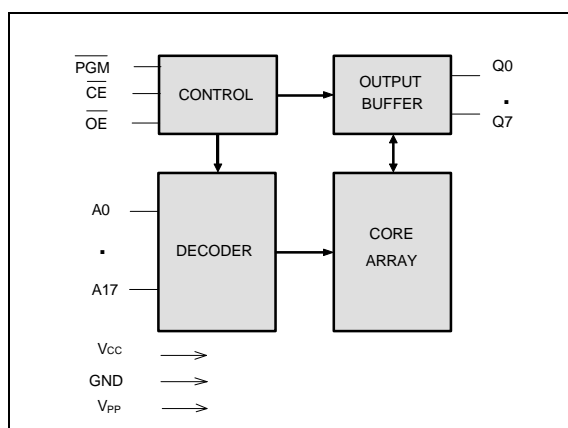 PGM
CE
OE
CONTROL
OUTPUT
BUFFER
Q0
.
Q7
A0
.
A17
DECODER
CORE
ARRAY
VCC
GND
VPP